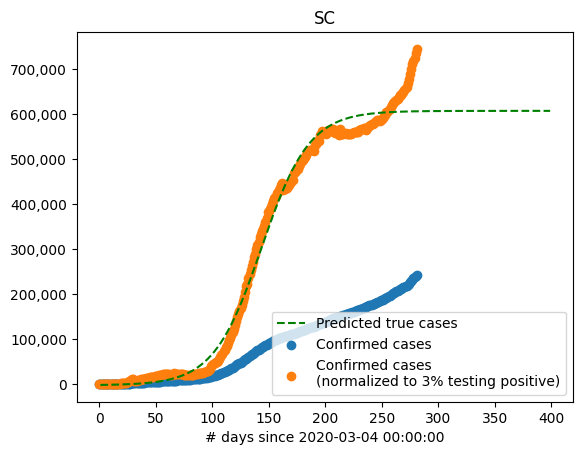 SC
700,000
600,000
500,000
400,000
300,000
200,000
100,000
0
Predicted true cases
Confirmed cases
Confirmed cases
(normalized to 3% testing positive)
0 50 100 150 200 250 300 350 400
# days since 2020-03-04 00:00:00